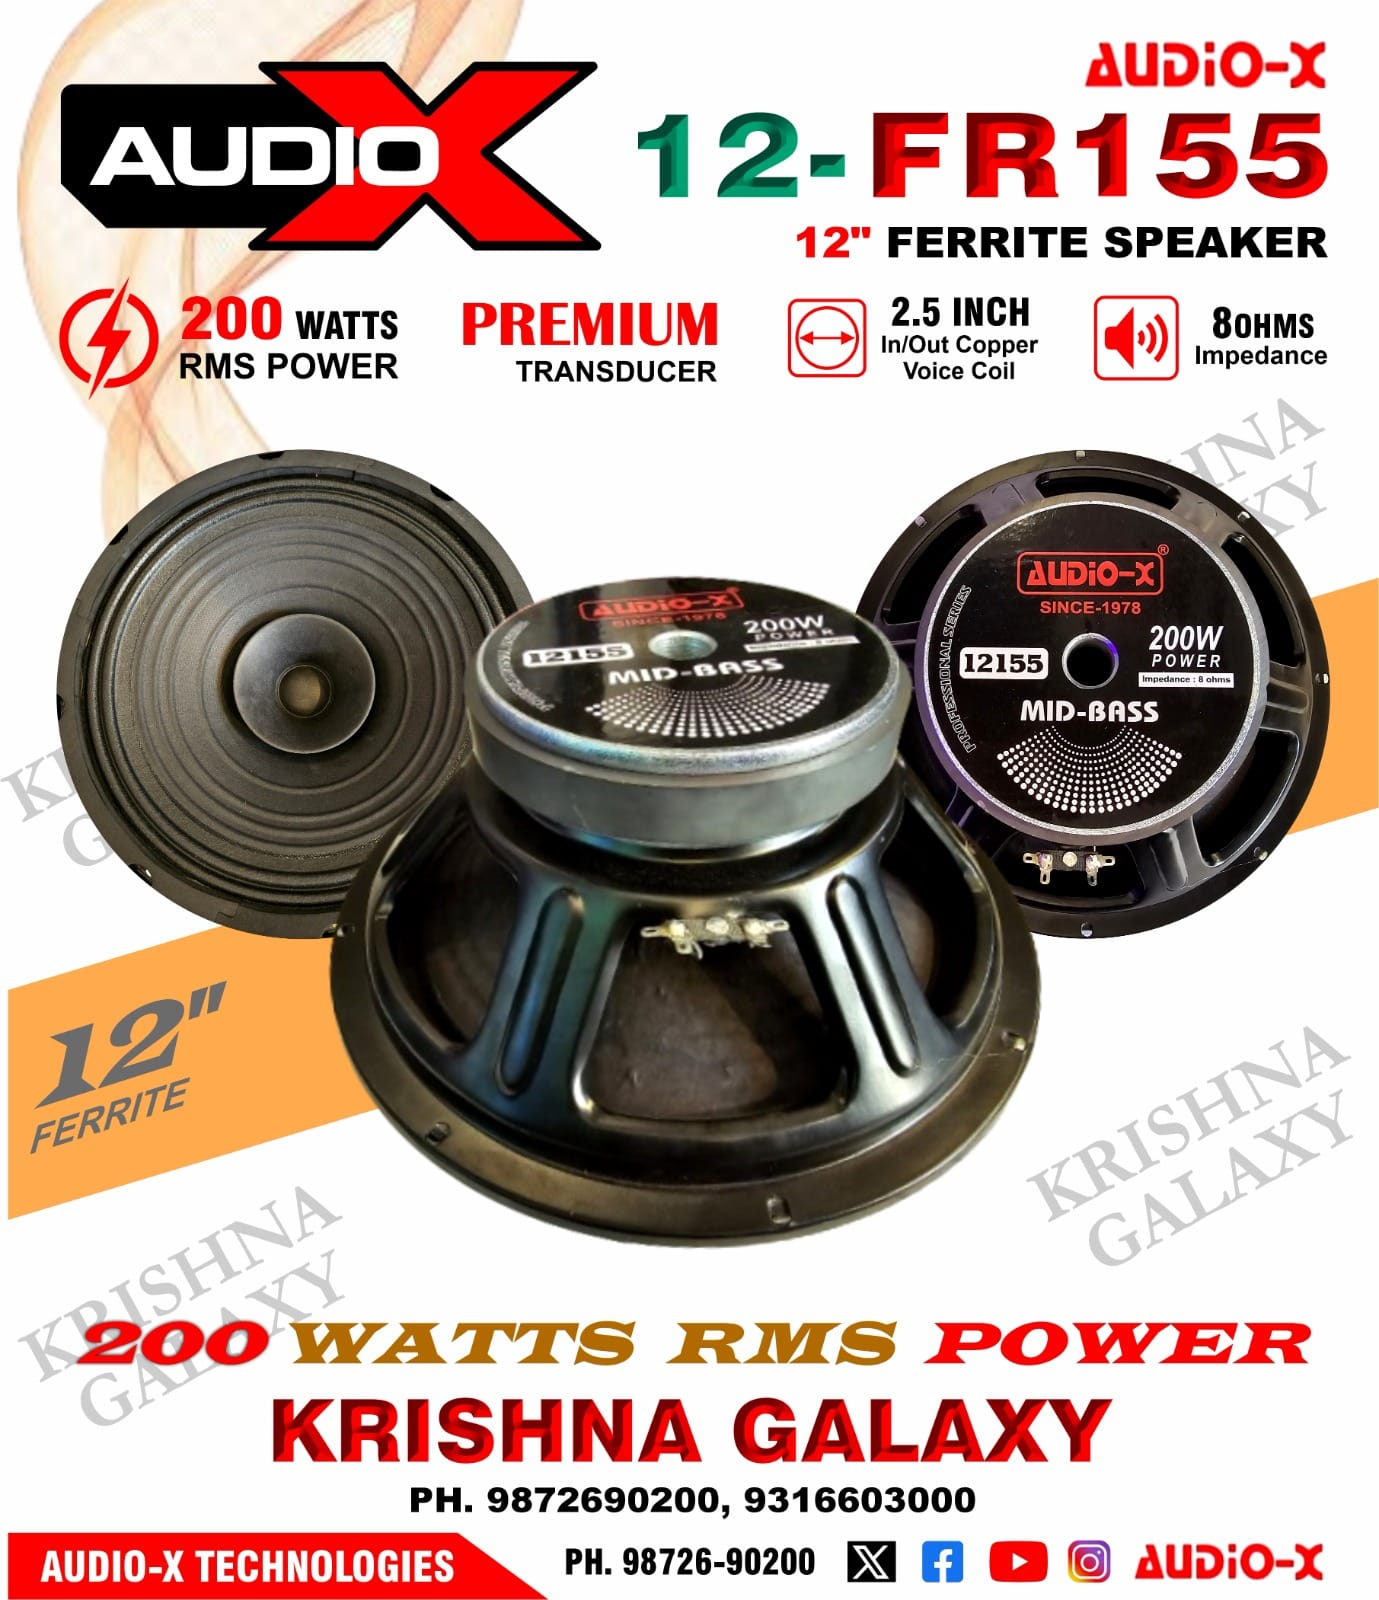 AUDIO X
AUDiO-X
12-FR155
12" FERRITE SPEAKER
200 WATTS
RMS POWER
PREMIUM
TRANSDUCER
2.5 INCH
In/Out Copper
Voice Coil
8OHMS
Impedance
KRISHNA
GALAXY
AUDiO-X®
SINCE-1978
12155
200W
POWER
Impedance : 8 ohms
MID-BASS
PROFESSIONAL SERIES
AUDiO-X
SINCE-1978
12155
200W
POWER
Impedance : 8 ohms
MID-BASS
KRISHNA
GALAXY
12"
FERRITE
KRISHNA
GALAXY
KRISHNA
GALAXY
200 WATTS RMS POWER
KRISHNA GALAXY
PH. 9872690200, 9316603000
AUDIO-X TECHNOLOGIES
PH. 98726-90200
AUDiO-X